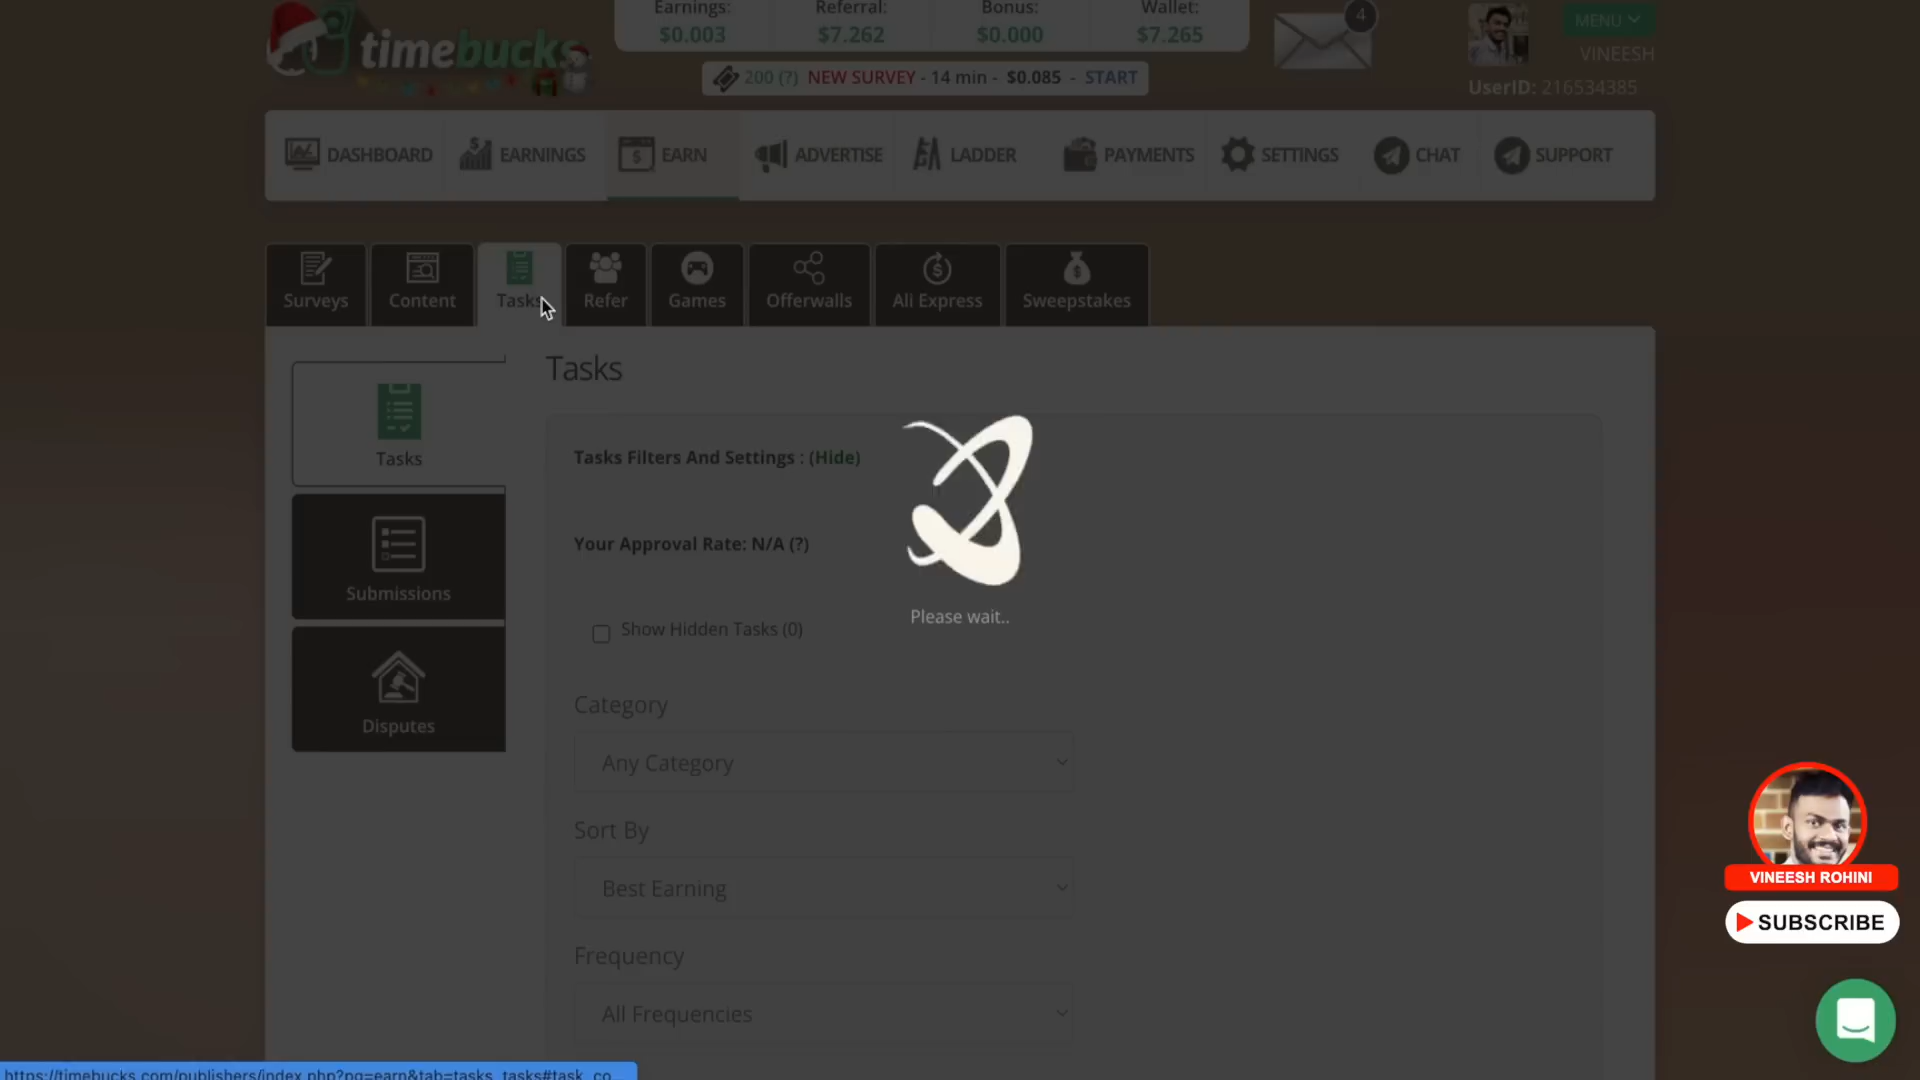 timebucks
Earnings: Referral: Bonus: Wallet:
$0.003 $7.262 $0.000 $7.265
4
MENU
VINEESH
UserID: 216534385
200 (?) NEW SURVEY - 14 min - $0.085 - START
DASHBOARD EARNINGS EARN ADVERTISE LADDER PAYMENTS SETTINGS CHAT SUPPORT
Surveys Content Tasks Refer Games Offerwalls Ali Express Sweepstakes
Tasks
Submissions
Disputes
Tasks
Tasks Filters And Settings : (Hide)
Your Approval Rate: N/A (?)
Please wait..
Show Hidden Tasks (0)
Category
Any Category
Sort By
Best Earning
Frequency
All Frequencies
VINEESH ROHINI
SUBSCRIBE
https://timebucks.com/publishers/index.php?pg=earn&tab=tasks_tasks#task_co...